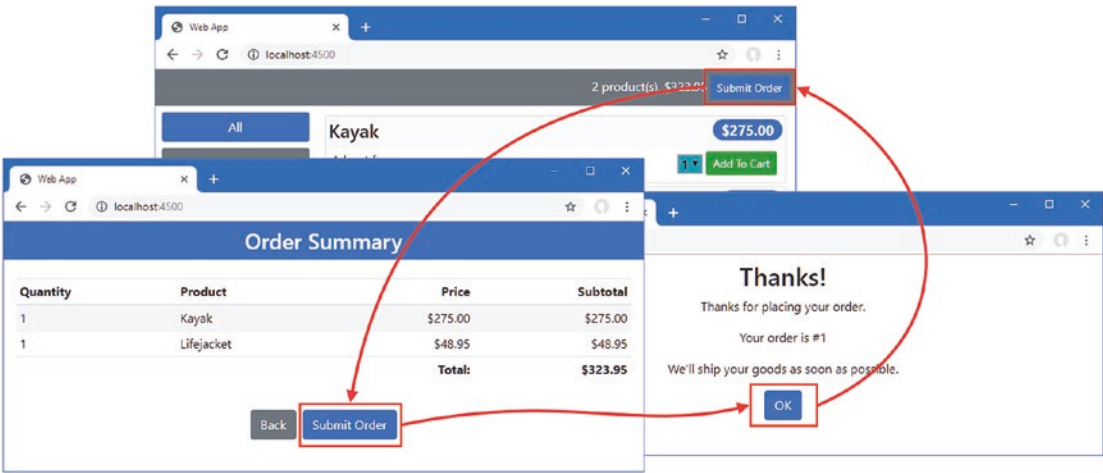 Web App
localhost:4500
2 product(s) $323.95 Submit Order
All
Kayak $275.00
1 Add To Cart
Web App
localhost:4500
Order Summary
Quantity Product Price Subtotal
1 Kayak $275.00 $275.00
1 Lifejacket $48.95 $48.95
Total: $323.95
Back Submit Order
Thanks!
Thanks for placing your order.
Your order is #1
We'll ship your goods as soon as possible.
OK